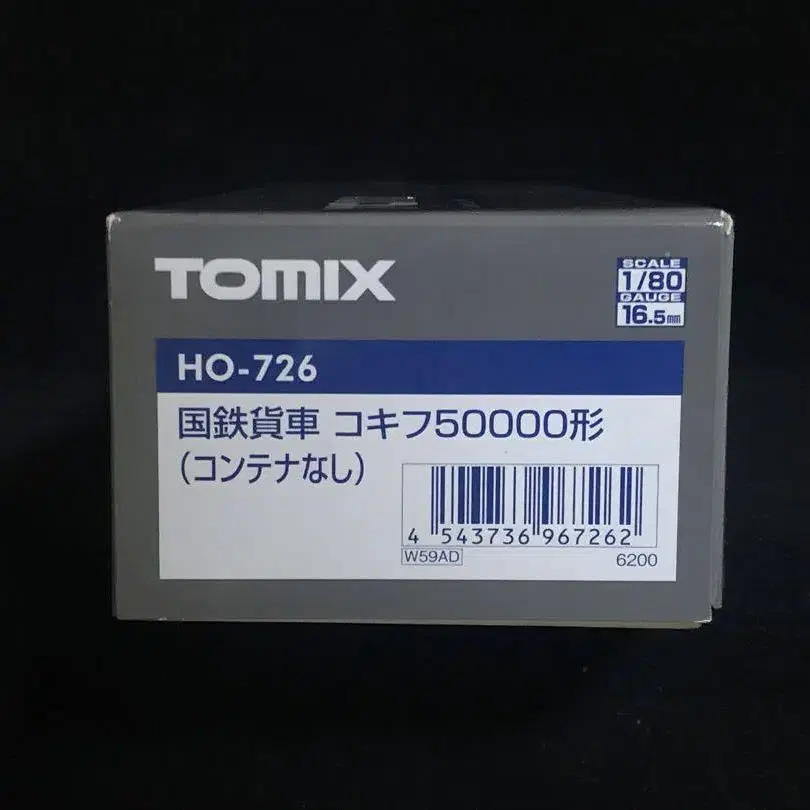 TOMIX
SCALE
1/80
GAUGE
16.5mm
HO-726
国鉄貨車 コキフ50000形
(コンテナなし)
4 543736 967262
W59AD
6200